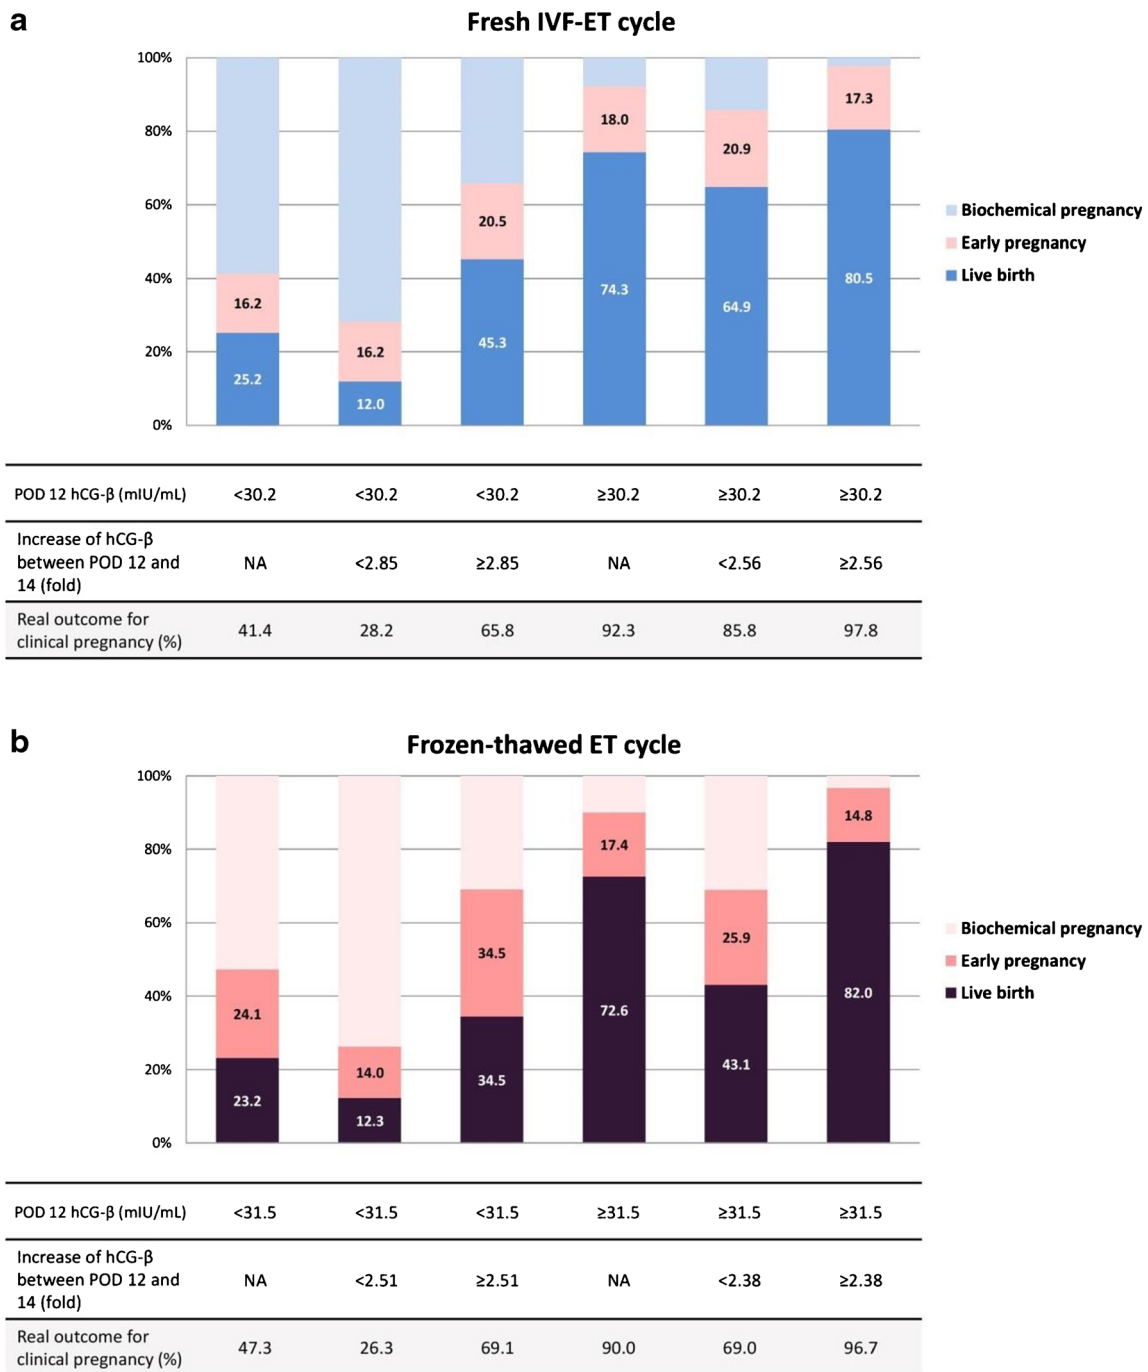 a
Fresh IVF-ET cycle
100%
80%
60%
40%
20%
0%
16.2
25.2
16.2
12.0
20.5
45.3
18.0
74.3
20.9
64.9
17.3
80.5
Biochemical pregnancy
Early pregnancy
Live birth
POD 12 hCG-β (mIU/mL) <30.2 <30.2 <30.2 ≥30.2 ≥30.2 ≥30.2
Increase of hCG-β
between POD 12 and
14 (fold)
NA <2.85 ≥2.85 NA <2.56 ≥2.56
Real outcome for
clinical pregnancy (%)
41.4 28.2 65.8 92.3 85.8 97.8
b
Frozen-thawed ET cycle
100%
80%
60%
40%
20%
0%
24.1
23.2
14.0
12.3
34.5
34.5
17.4
72.6
25.9
43.1
14.8
82.0
Biochemical pregnancy
Early pregnancy
Live birth
POD 12 hCG-β (mIU/mL) <31.5 <31.5 <31.5 ≥31.5 ≥31.5 ≥31.5
Increase of hCG-β
between POD 12 and
14 (fold)
NA <2.51 ≥2.51 NA <2.38 ≥2.38
Real outcome for
clinical pregnancy (%)
47.3 26.3 69.1 90.0 69.0 96.7